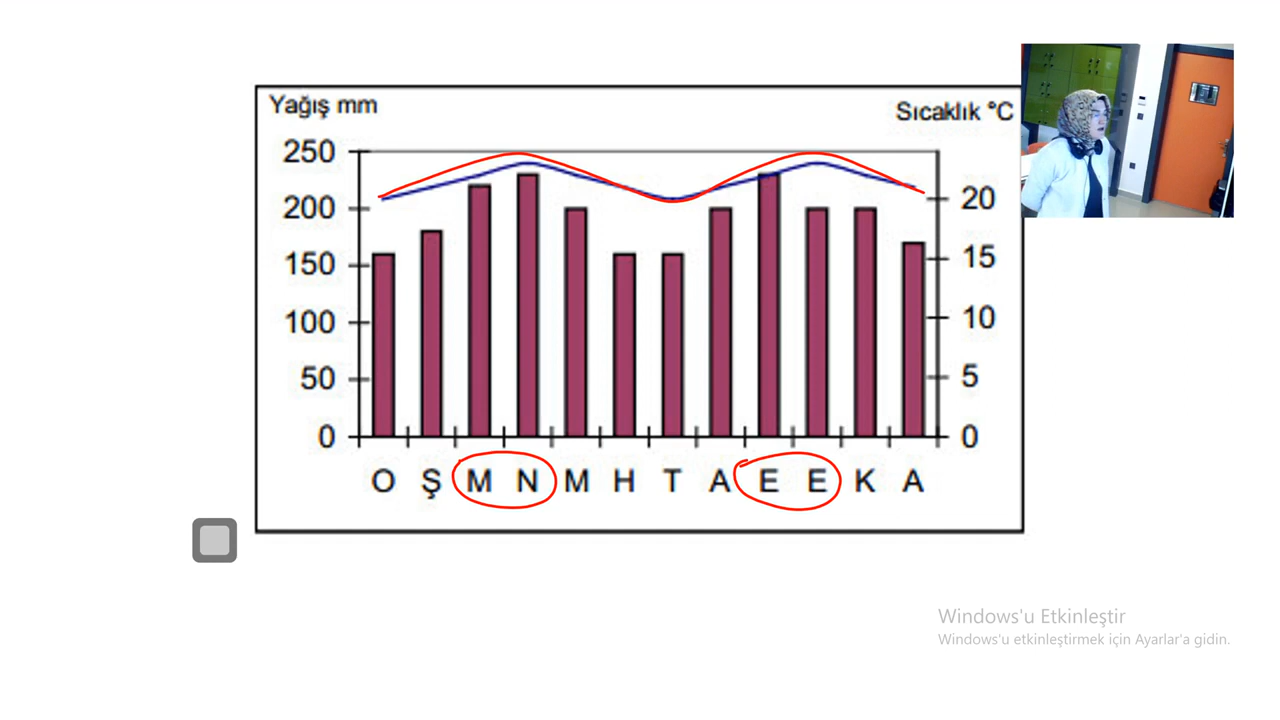 Yağış mm
Sıcaklık °C
250
200
150
100
50
0
20
15
10
5
0
O Ş M N M H T A E E K A
Windows'u Etkinleştir
Windows'u etkinleştirmek için Ayarlar'a gidin.